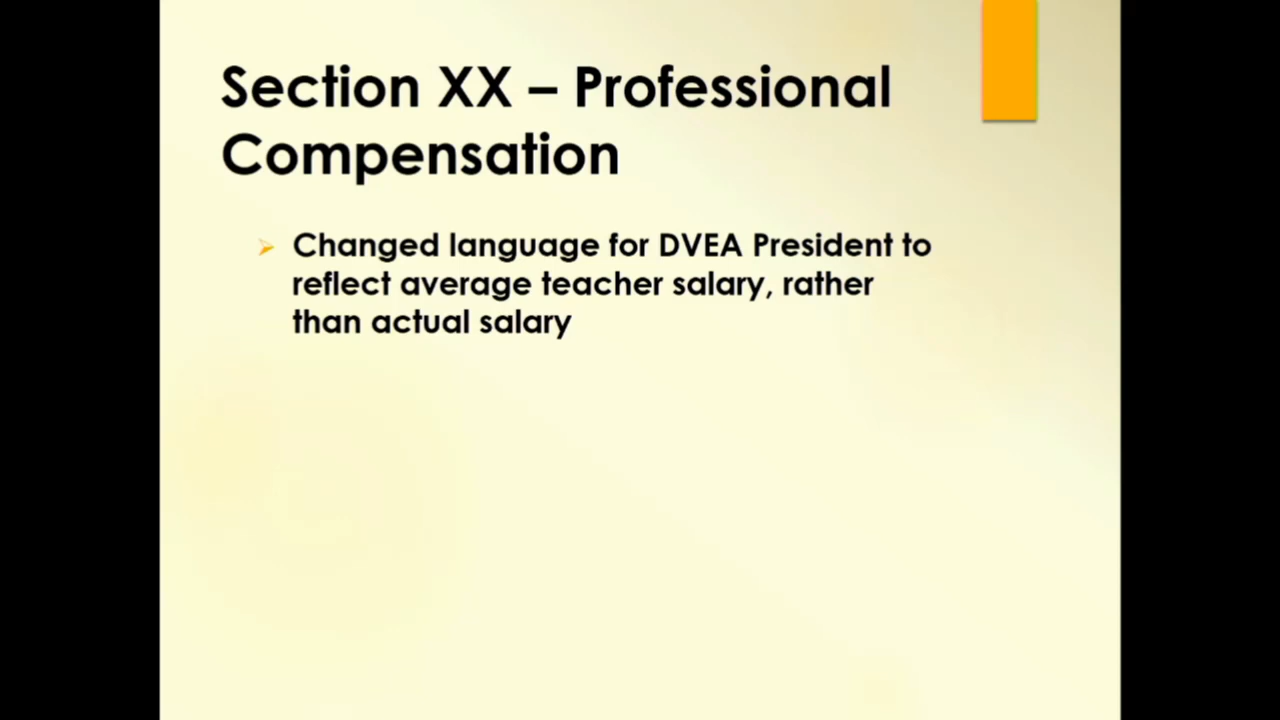 Section XX – Professional
Compensation
Changed language for DVEA President to
reflect average teacher salary, rather
than actual salary